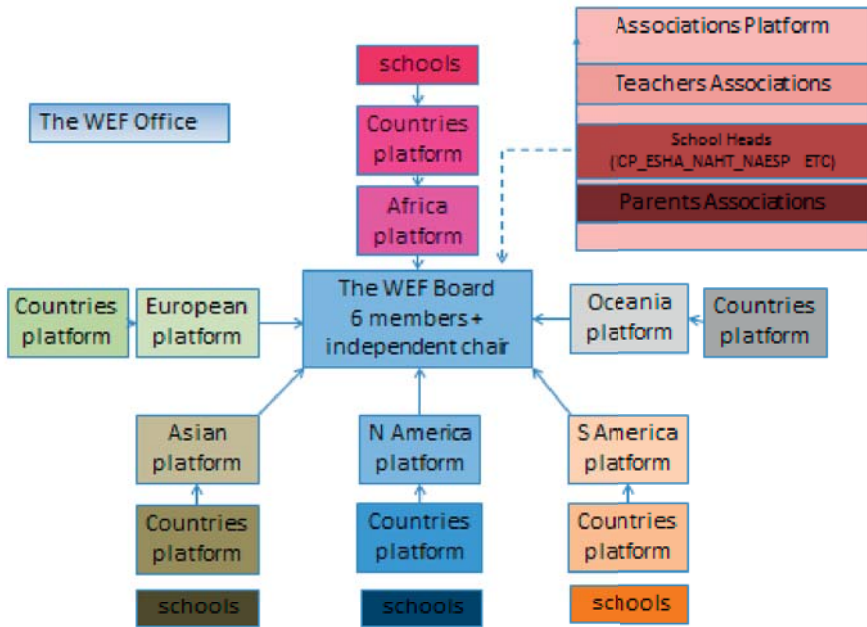 Associations Platform
schools
Teachers Associations
The WEF Office
Countries
platform
School Heads
('CP_ESHA_NAHT_NAESP ETC)
Africa
platform
Parents Associations
The WEF Board
6 members +
independent chair
Countries
platform
European
platform
Oceania
platform
Countries
platform
Asian
platform
N America
platform
S America
platform
Countries
platform
Countries
platform
Countries
platform
schools
schools
schools